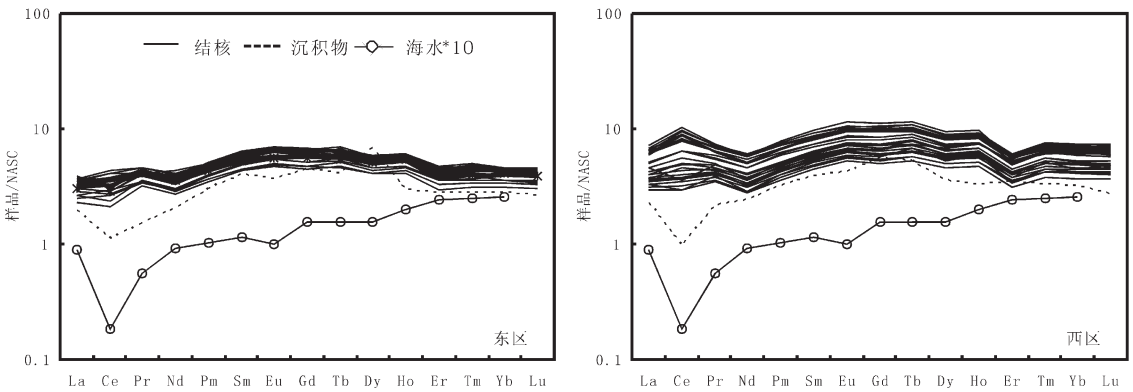 100
10
1
0.1
样品/NASC
结核 沉积物 海水*10
东区
La Ce Pr Nd Pm Sm Eu Gd Tb Dy Ho Er Tm Yb Lu
100
10
1
0.1
样品/NASC
西区
La Ce Pr Nd Pm Sm Eu Gd Tb Dy Ho Er Tm Yb Lu